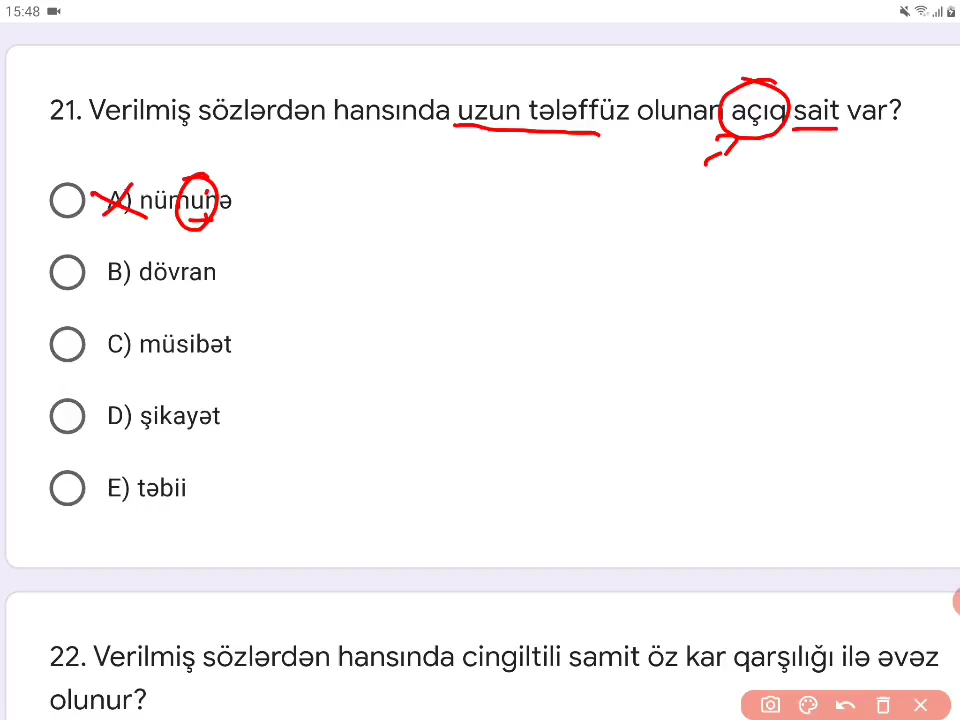 15:48
21. Verilmiş sözlərdən hansında uzun tələffüz olunan açıq sait var?
A) nümunə
B) dövran
C) müsibət
D) şikayət
E) təbii
22. Verilmiş sözlərdən hansında cingiltili samit öz kar qarşılığı ilə əvəz
olunur?